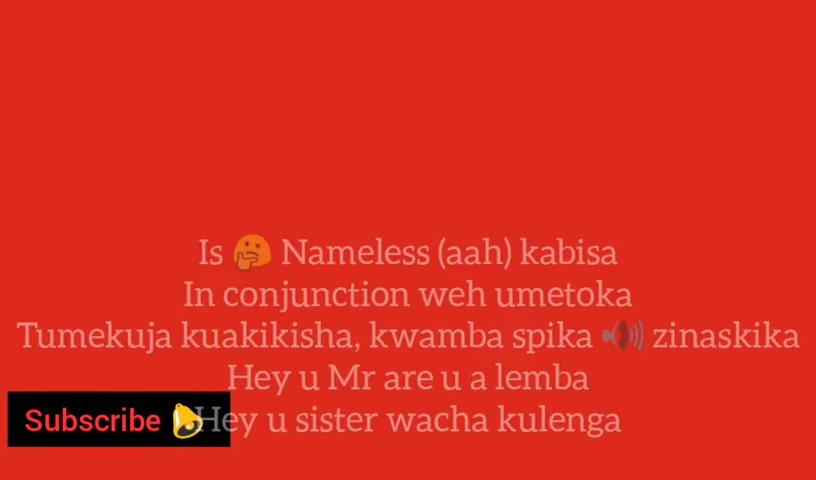 Is 🤔 Nameless (aah) kabisa
In conjunction weh umetoka
Tumekuja kuakikisha, kwamba spika 🔊 zinaskika
Hey u Mr are u a lemba
Hey u sister wacha kulenga
Subscribe 🔔